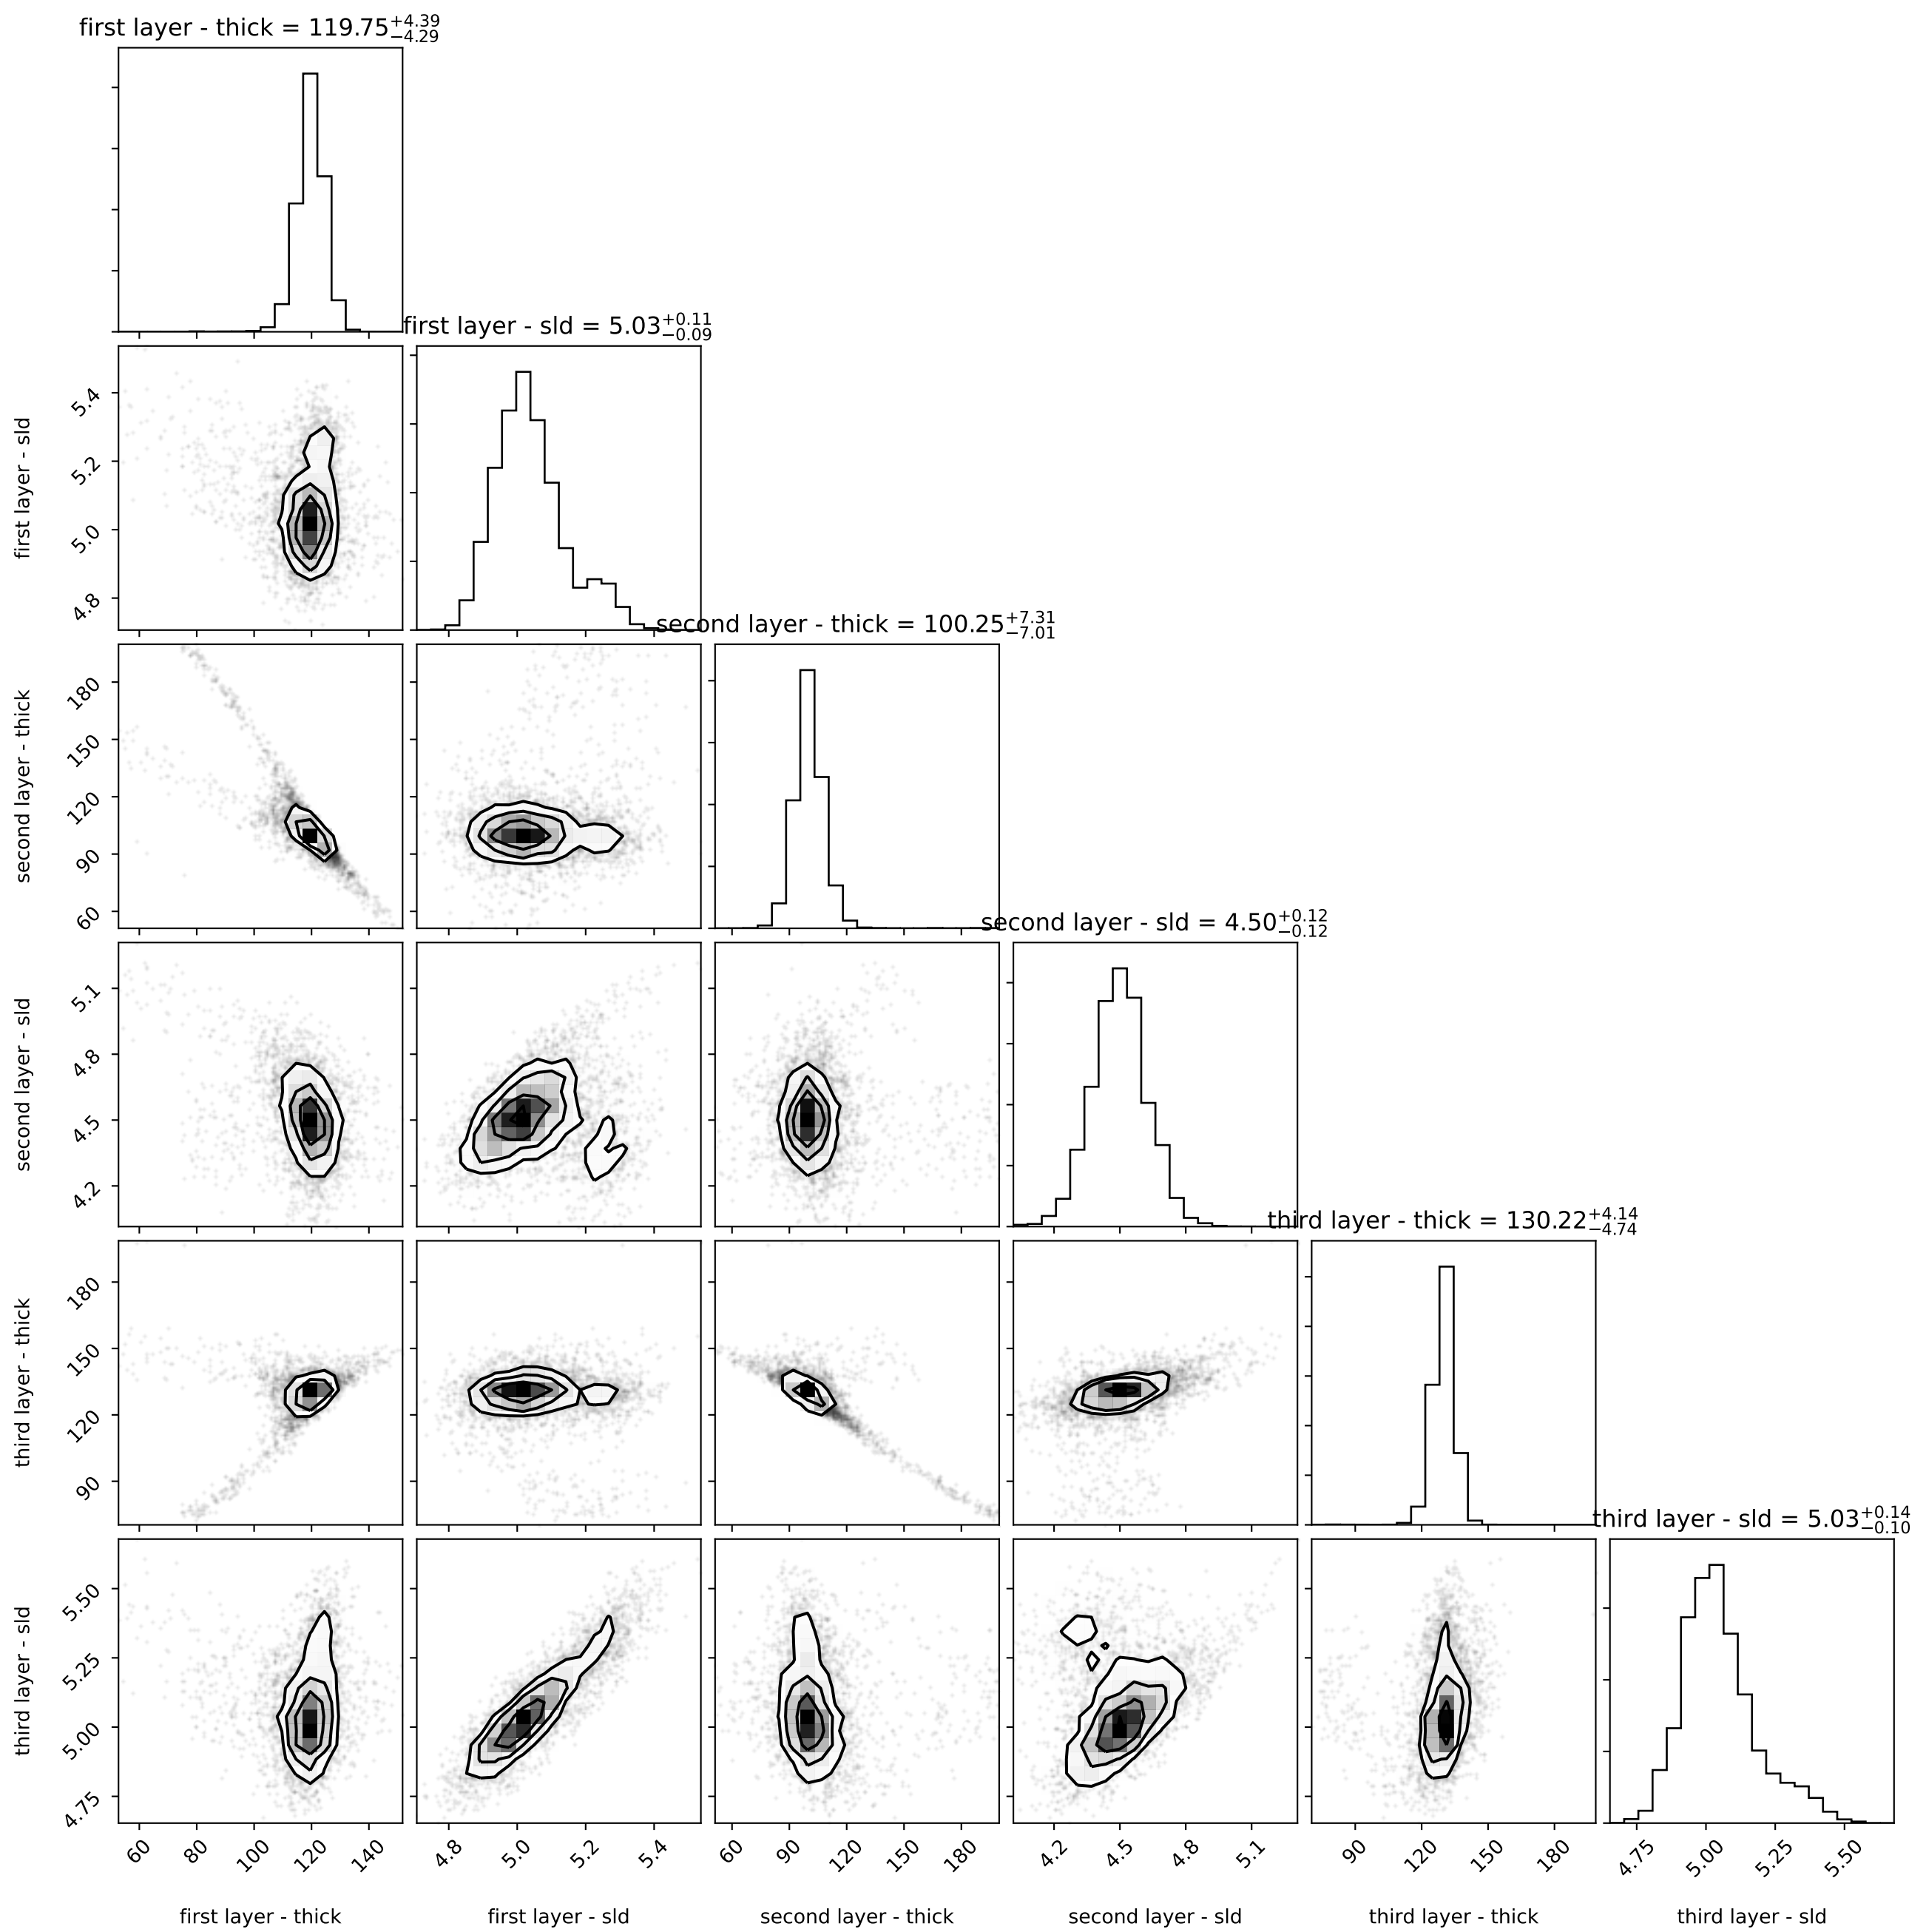 first layer - thick = 119.75+4.39 −4.29
first layer - sld = 5.03+0.11 −0.09
5.4
5.2
5.0
4.8
first layer - sld
second layer - thick = 100.25+7.31 −7.01
180
150
120
90
60
second layer - thick
second layer - sld = 4.50+0.12 −0.12
5.1
4.8
4.5
4.2
second layer - sld
third layer - thick = 130.22+4.14 −4.74
180
150
120
90
third layer - thick
third layer - sld = 5.03+0.14 −0.10
5.50
5.25
5.00
4.75
third layer - sld
60 80 100 120 140 4.8 5.0 5.2 5.4 60 90 120 150 180 4.2 4.5 4.8 5.1 90 120 150 180 4.75 5.00 5.25 5.50
first layer - thick first layer - sld second layer - thick second layer - sld third layer - thick third layer - sld